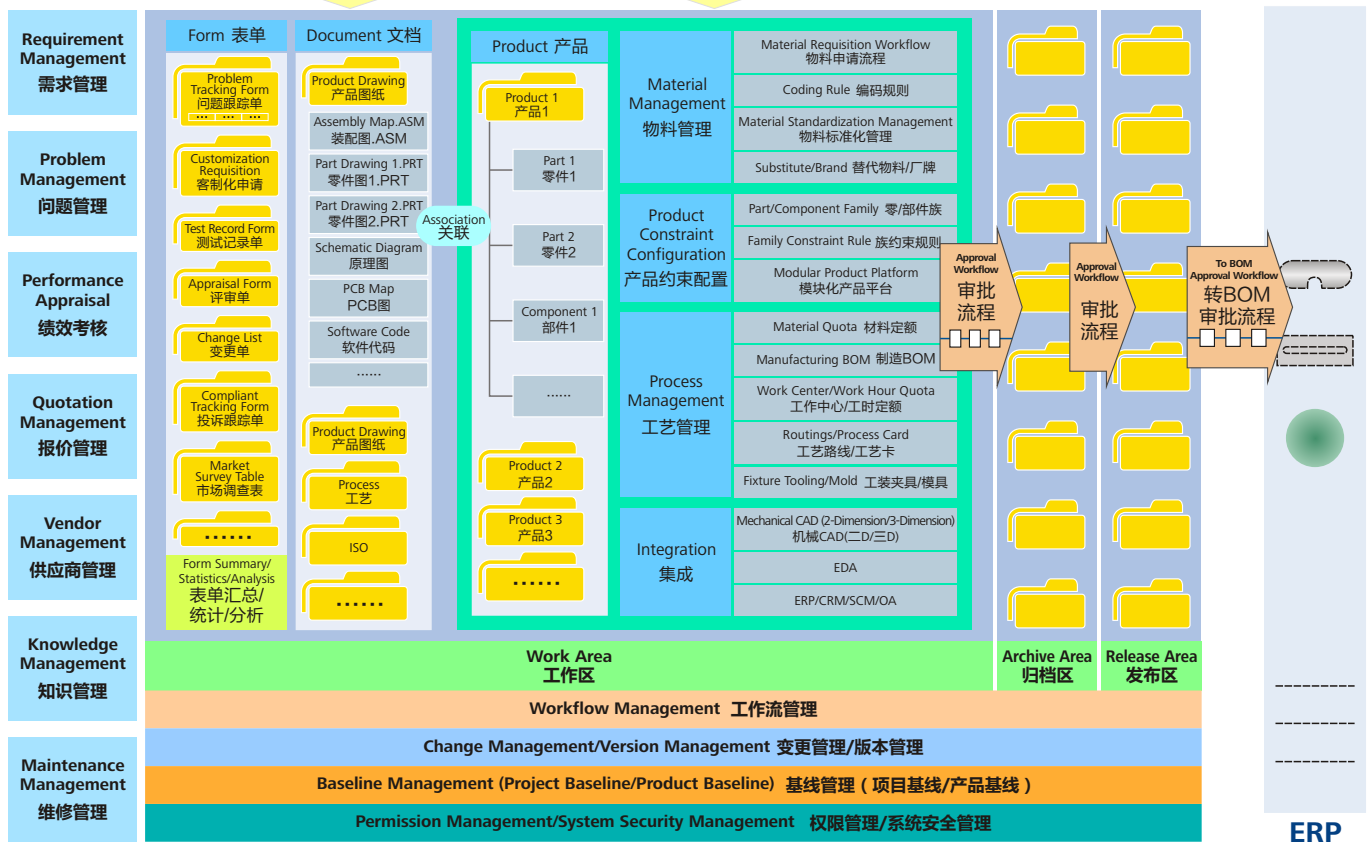 Requirement
Management
需求管理
Problem
Management
问题管理
Performance
Appraisal
绩效考核
Quotation
Management
报价管理
Vendor
Management
供应商管理
Knowledge
Management
知识管理
Maintenance
Management
维修管理
Form 表单
Problem
Tracking Form
问题跟踪单
... ... ...
Customization
Requisition
客制化申请
Test Record Form
测试记录单
Appraisal Form
评审单
Change List
变更单
Compliant
Tracking Form
投诉跟踪单
Market
Survey Table
市场调查表
······
Form Summary/
Statistics/Analysis
表单汇总/
统计/分析
Document 文档
Product Drawing
产品图纸
Assembly Map.ASM
装配图.ASM
Part Drawing 1.PRT
零件图1.PRT
Part Drawing 2.PRT
零件图2.PRT
Schematic Diagram
原理图
PCB Map
PCB图
Software Code
软件代码
······
Product Drawing
产品图纸
Process
工艺
ISO
······
Association
关联
Product 产品
Product 1
产品1
Part 1
零件1
Part 2
零件2
Component 1
部件1
······
Product 2
产品2
Product 3
产品3
······
Material
Management
物料管理
Material Requisition Workflow
物料申请流程
Coding Rule 编码规则
Material Standardization Management
物料标准化管理
Substitute/Brand 替代物料/厂牌
Product
Constraint
Configuration
产品约束配置
Part/Component Family 零/部件族
Family Constraint Rule 族约束规则
Modular Product Platform
模块化产品平台
Process
Management
工艺管理
Material Quota 材料定额
Manufacturing BOM 制造BOM
Work Center/Work Hour Quota
工作中心/工时定额
Routings/Process Card
工艺路线/工艺卡
Fixture Tooling/Mold 工装夹具/模具
Integration
集成
Mechanical CAD (2-Dimension/3-Dimension)
机械CAD(二D/三D)
EDA
ERP/CRM/SCM/OA
Approval
Workflow
审批
流程
Approval
Workflow
审批
流程
To BOM
Approval Workflow
转BOM
审批流程
Work Area
工作区
Archive Area
归档区
Release Area
发布区
Workflow Management 工作流管理
Change Management/Version Management 变更管理/版本管理
Baseline Management (Project Baseline/Product Baseline) 基线管理（项目基线/产品基线）
Permission Management/System Security Management 权限管理/系统安全管理
ERP